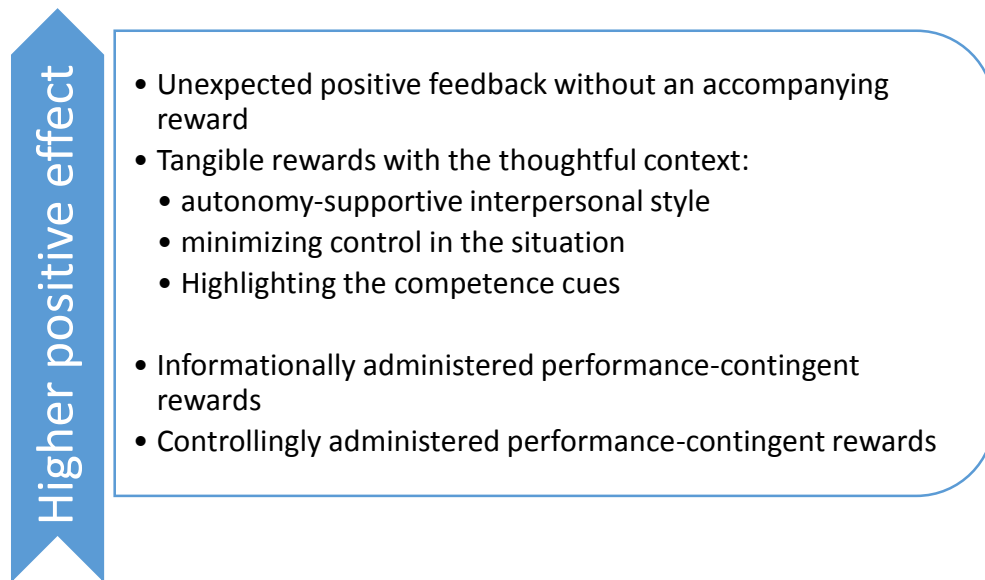 Higher positive effect
• Unexpected positive feedback without an accompanying
reward
• Tangible rewards with the thoughtful context:
• autonomy-supportive interpersonal style
• minimizing control in the situation
• Highlighting the competence cues
• Informationally administered performance-contingent
rewards
• Controllingly administered performance-contingent rewards